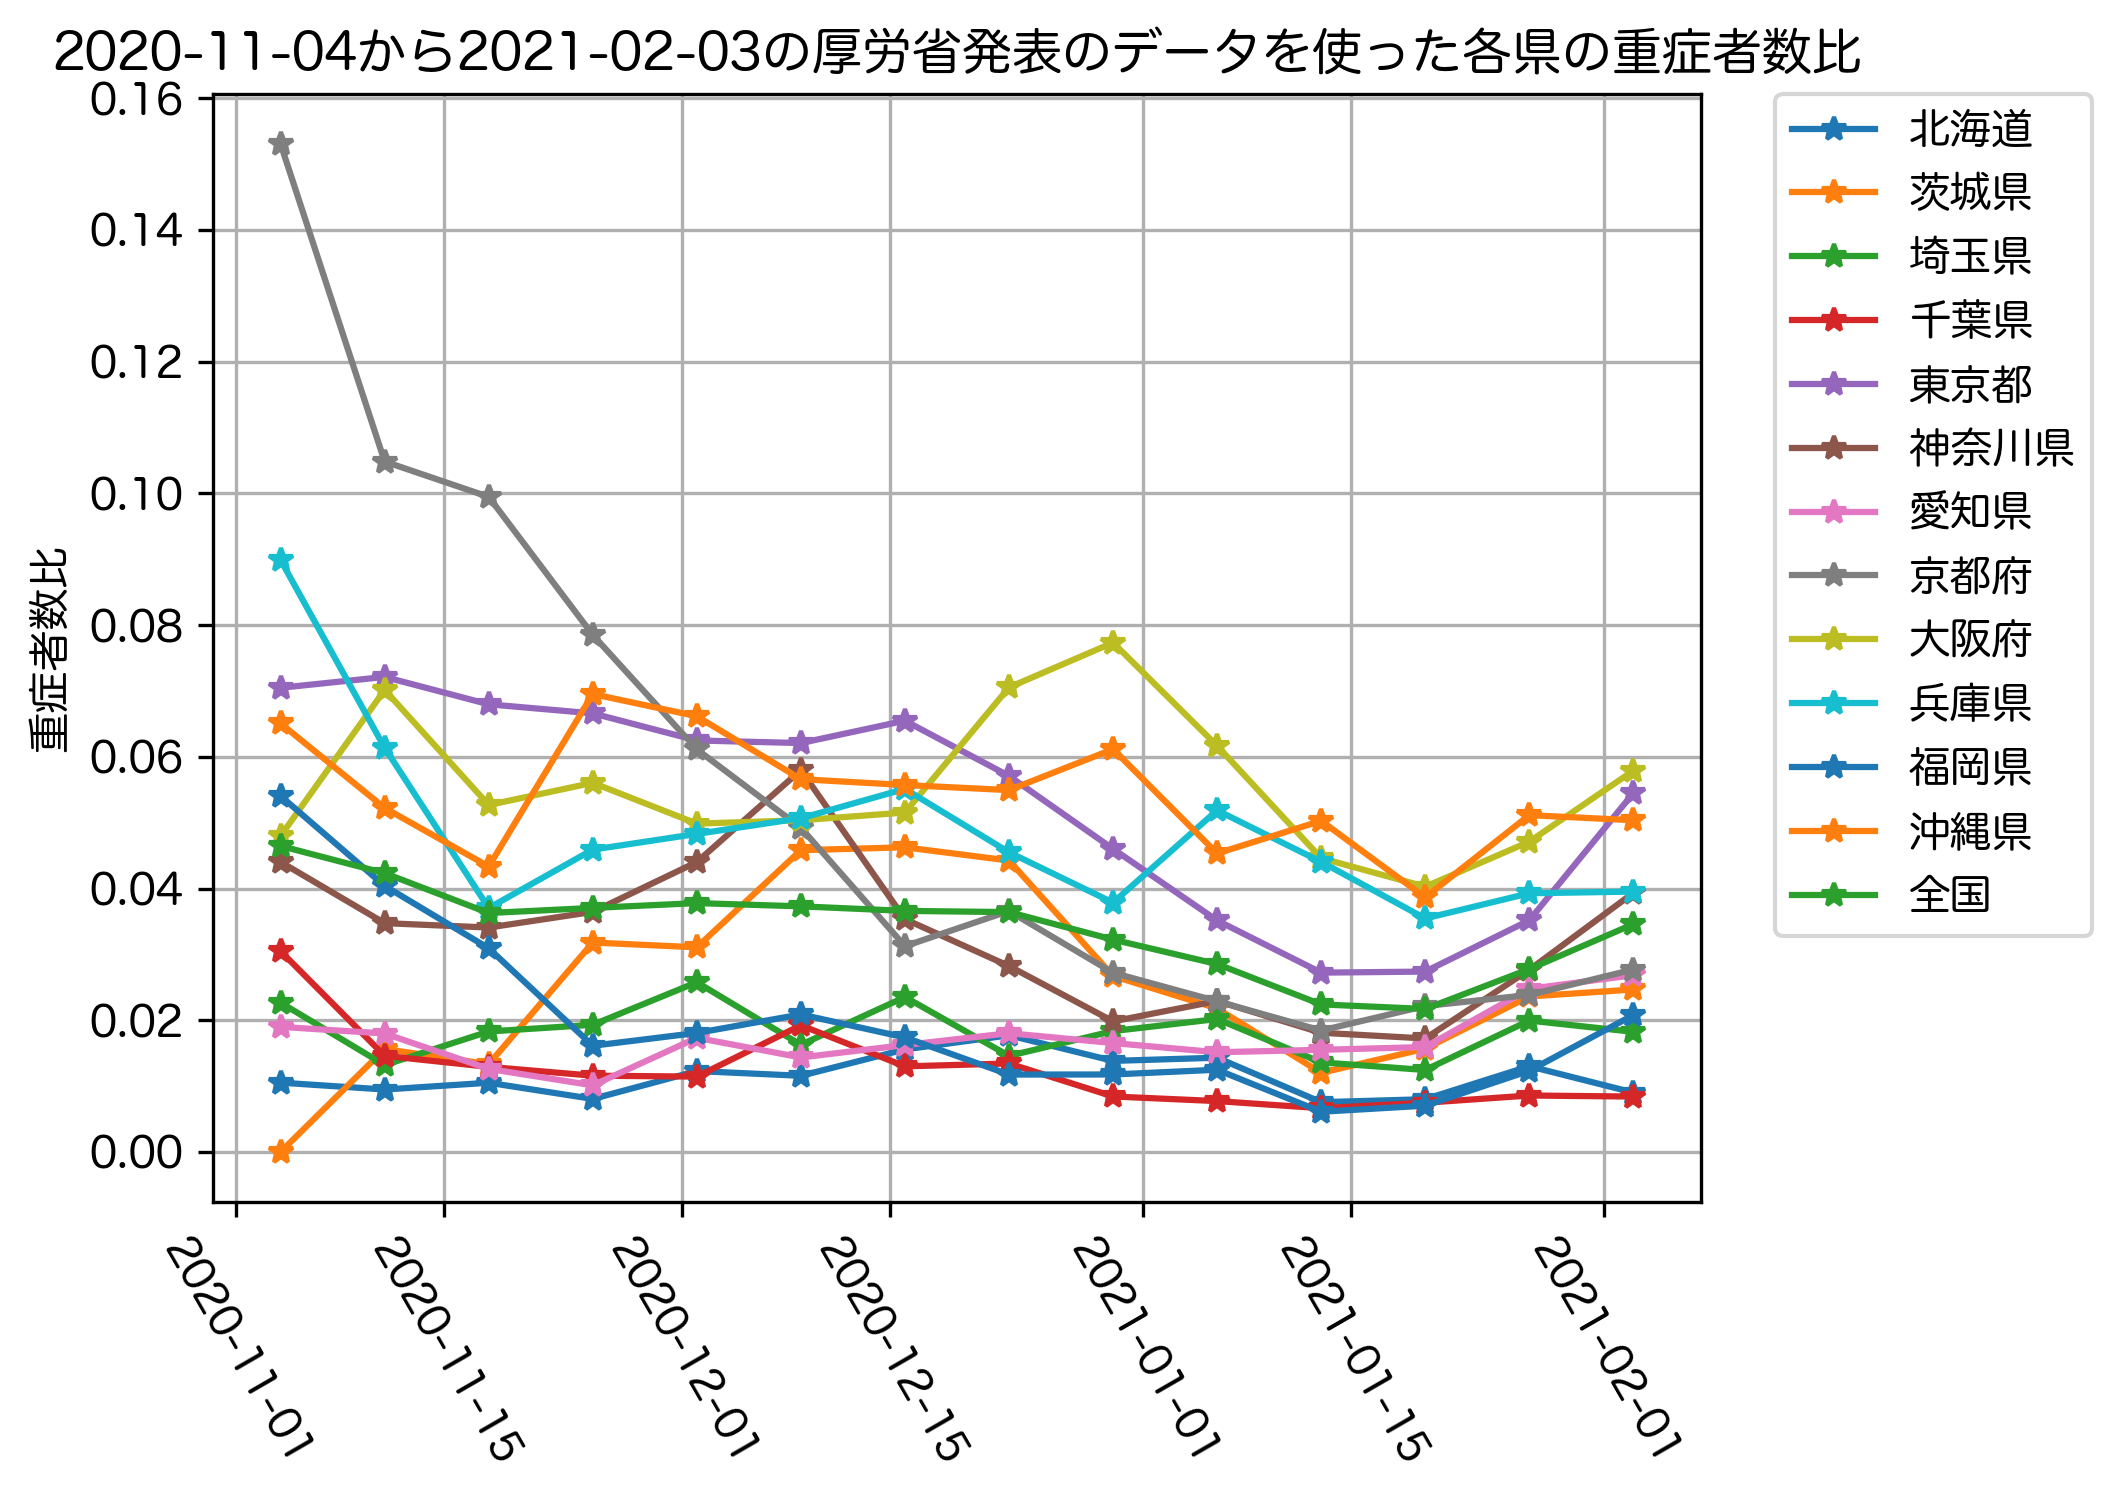 2020-11-04から2021-02-03の厚労省発表のデータを使った各県の重症者数比
重症者数比
0.16
0.14
0.12
0.10
0.08
0.06
0.04
0.02
0.00
2020-11-01
2020-11-15
2020-12-01
2020-12-15
2021-01-01
2021-01-15
2021-02-01
北海道
茨城県
埼玉県
千葉県
東京都
神奈川県
愛知県
京都府
大阪府
兵庫県
福岡県
沖縄県
全国